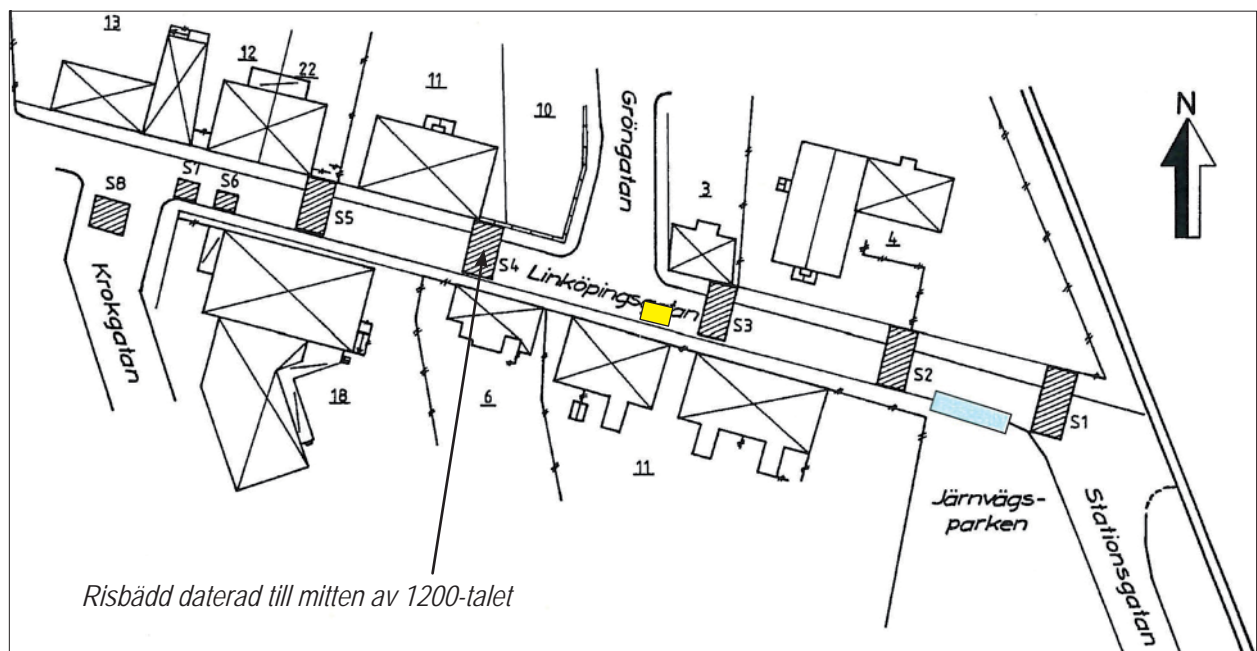 13
12
22
11
10
Gröngatan
N
3
4
S8
S7
S6
S5
S4
Linköpingsgatan
S3
S2
S1
Krokgatan
18
6
11
Järnvägs-
parken
Stationsgatan
Risbädd daterad till mitten av 1200-talet